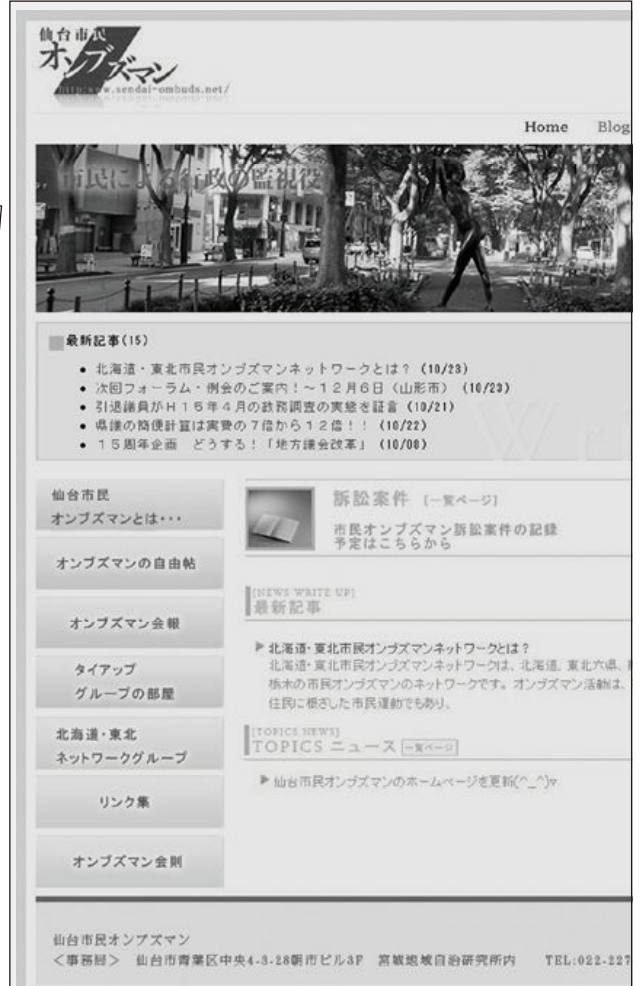 仙台市民
オンブズマン
http://www.sendai-ombuds.net/
Home Blog
市民による行政の監視役
最新記事(15)
北海道・東北市民オンブズマンネットワークとは? (10/23)
次回フォーラム・例会のご案内!~12月6日(山形市) (10/23)
引退議員がH15年4月の政務調査の実態を証言 (10/21)
県議の簡便計算は実費の7倍から12倍!! (10/22)
15周年企画 どうする!「地方議会改革」 (10/08)
仙台市民
オンブズマンとは・・・
オンブズマンの自由帖
オンブズマン会報
タイアップ
グループの部屋
北海道・東北
ネットワークグループ
リンク集
オンブズマン会則
訴訟案件 [一覧ページ]
市民オンブズマン訴訟案件の記録
予定はこちらから
[NEWS WRITE UP]
最新記事
北海道・東北市民オンブズマンネットワークとは?
北海道・東北市民オンブズマンネットワークは、北海道、東北六県、
栃木の市民オンブズマンのネットワークです。オンブズマン活動は、
住民に根ざした市民運動でもあり、
[TOPICS NEWS]
TOPICS ニュース 一覧ページ
仙台市民オンブズマンのホームページを更新(^_^)v
仙台市民オンブズマン
<事務局> 仙台市青葉区中央4-3-28朝市ビル3F 宮城地域自治研究所内 TEL:022-227